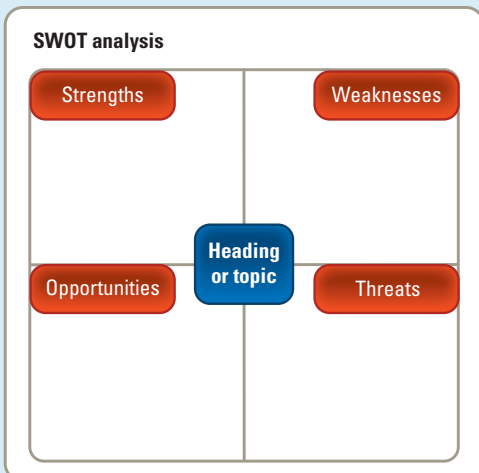 SWOT analysis
Strengths
Weaknesses
Heading
or topic
Opportunities
Threats